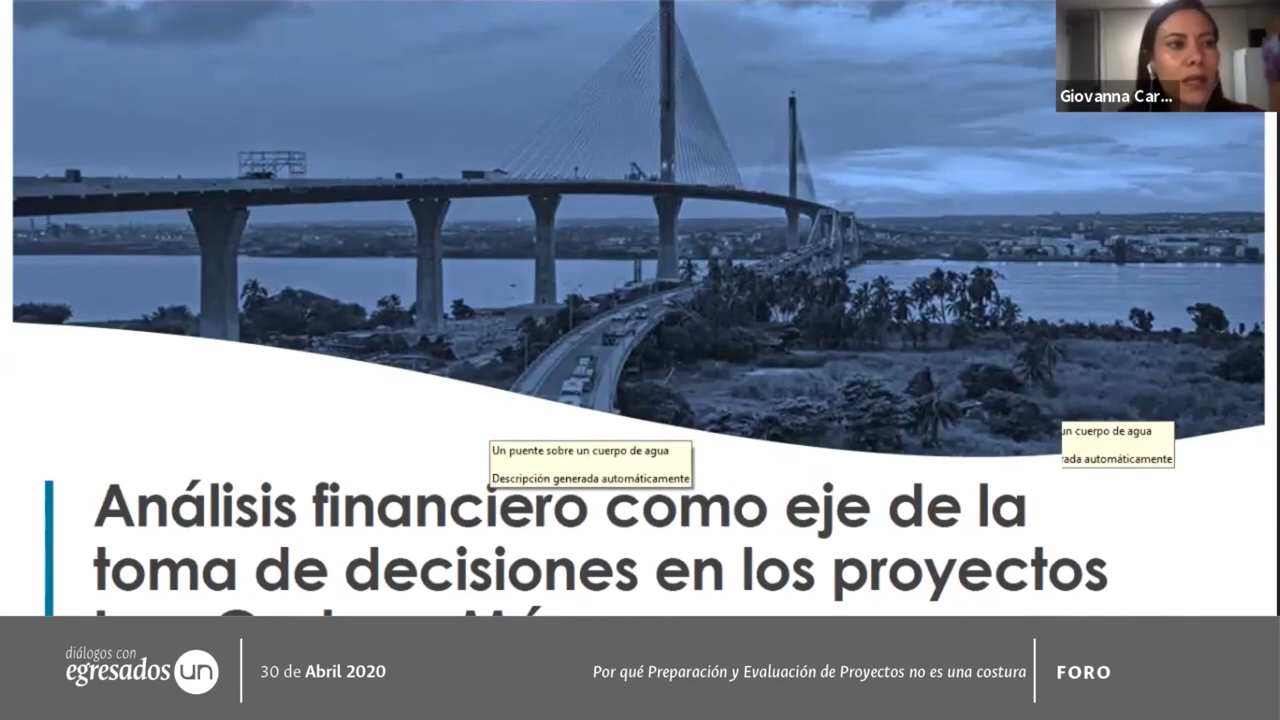 Giovanna Car...
Un puente sobre un cuerpo de agua
Descripción generada automáticamente
un cuerpo de agua
rada automáticamente
Análisis financiero como eje de la
toma de decisiones en los proyectos
diálogos con
egresados un
30 de Abril 2020
Por qué Preparación y Evaluación de Proyectos no es una costura
FORO